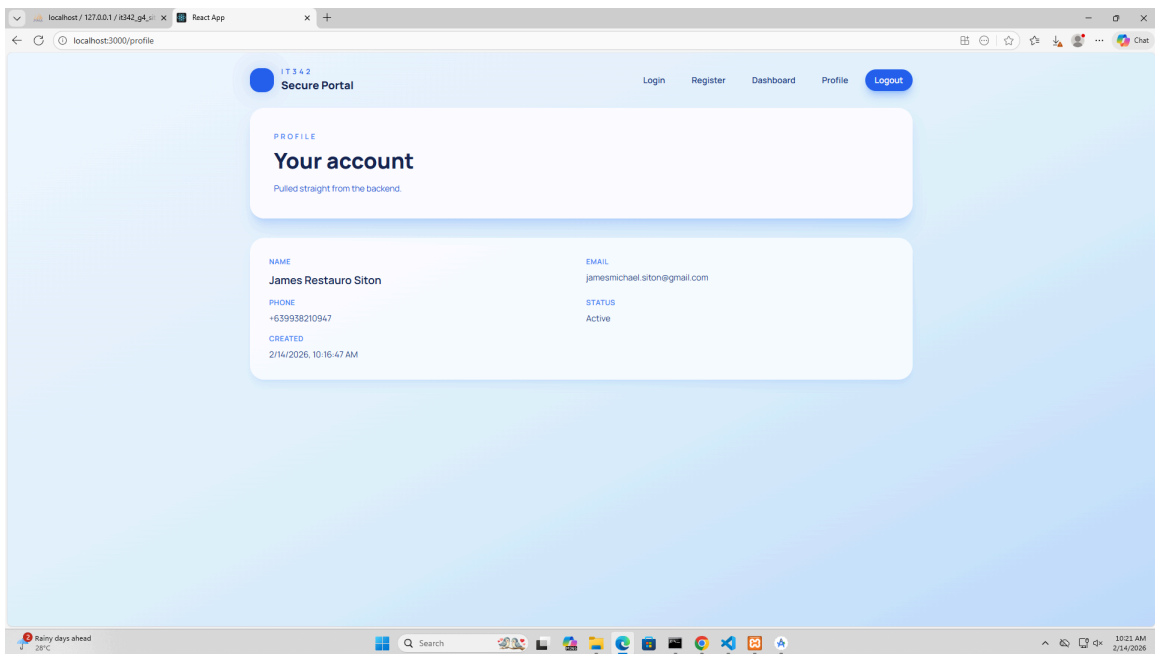 localhost / 127.0.0.1 / it342_g4_sit
React App
localhost:3000/profile
Chat
IT342
Secure Portal
Login Register Dashboard Profile Logout
PROFILE
Your account
Pulled straight from the backend.
NAME
James Restauro Siton
EMAIL
jamesmichael.siton@gmail.com
PHONE
+639938210947
STATUS
Active
CREATED
2/14/2026, 10:16:47 AM
2
Rainy days ahead
28°C
Search
10:21 AM
2/14/2026